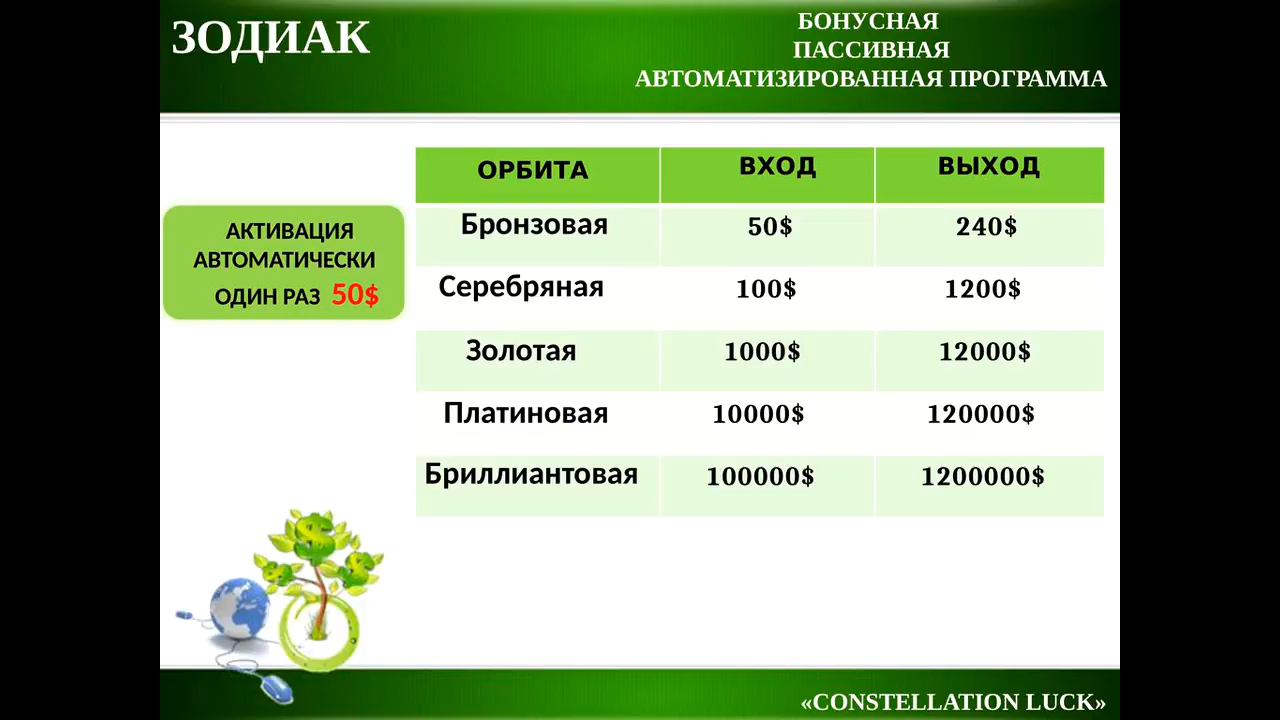 ЗОДИАК
БОНУСНАЯ
ПАССИВНАЯ
АВТОМАТИЗИРОВАННАЯ ПРОГРАММА
АКТИВАЦИЯ
АВТОМАТИЧЕСКИ
ОДИН РАЗ 50$
ОРБИТА ВХОД ВЫХОД
Бронзовая 50$ 240$
Серебряная 100$ 1200$
Золотая 1000$ 12000$
Платиновая 10000$ 120000$
Бриллиантовая 100000$ 1200000$
«CONSTELLATION LUCK»